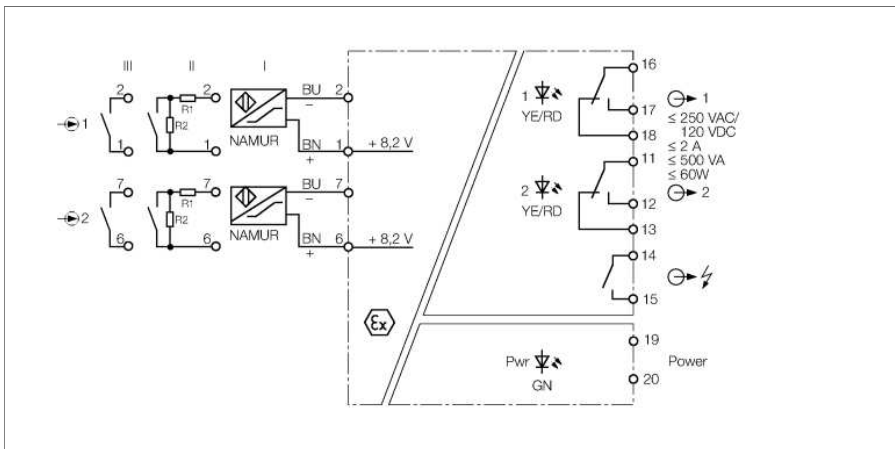 III II I
2 2 BU 2
−
1 R1
R2
1 1 NAMUR BN 1 + 8,2 V
+
7 7 BU 7
−
2 R1
R2
6 6 NAMUR BN 6 + 8,2 V
+
Ex
1
YE/RD
2
YE/RD
Pwr
GN
16
17
18
11
12
13
14
15
19
20
1
≤ 250 VAC/
120 VDC
≤ 2 A
≤ 500 VA
≤ 60W
2
Power